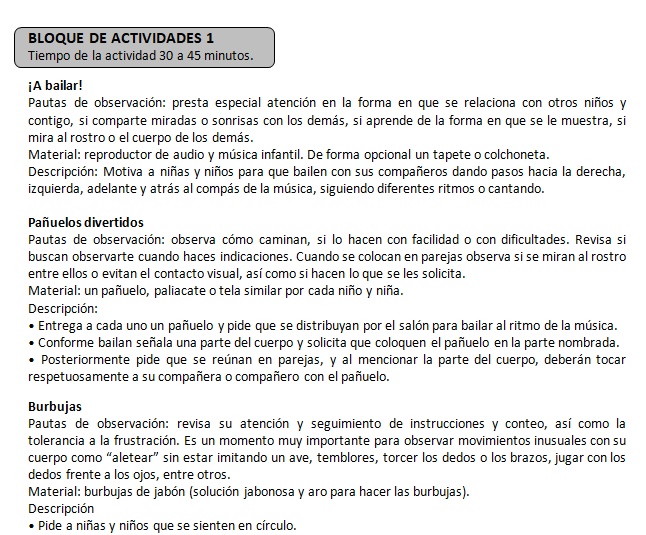 BLOQUE DE ACTIVIDADES 1
Tiempo de la actividad 30 a 45 minutos.
¡A bailar!
Pautas de observación: presta especial atención en la forma en que se relaciona con otros niños y
contigo, si comparte miradas o sonrisas con los demás, si aprende de la forma en que se le muestra, si
mira al rostro o el cuerpo de los demás.
Material: reproductor de audio y música infantil. De forma opcional un tapete o colchoneta.
Descripción: Motiva a niñas y niños para que bailen con sus compañeros dando pasos hacia la derecha,
izquierda, adelante y atrás al compás de la música, siguiendo diferentes ritmos o cantando.
Pañuelos divertidos
Pautas de observación: observa cómo caminan, si lo hacen con facilidad o con dificultades. Revisa si
buscan observarte cuando haces indicaciones. Cuando se colocan en parejas observa si se miran al rostro
entre ellos o evitan el contacto visual, así como si hacen lo que se les solicita.
Material: un pañuelo, paliacate o tela similar por cada niño y niña.
Descripción:
• Entrega a cada uno un pañuelo y pide que se distribuyan por el salón para bailar al ritmo de la música.
• Conforme bailan señala una parte del cuerpo y solicita que coloquen el pañuelo en la parte nombrada.
• Posteriormente pide que se reúnan en parejas, y al mencionar la parte del cuerpo, deberán tocar
respetuosamente a su compañera o compañero con el pañuelo.
Burbujas
Pautas de observación: revisa su atención y seguimiento de instrucciones y conteo, así como la
tolerancia a la frustración. Es un momento muy importante para observar movimientos inusuales con su
cuerpo como “aletear” sin estar imitando un ave, temblores, torcer los dedos o los brazos, jugar con los
dedos frente a los ojos, entre otros.
Material: burbujas de jabón (solución jabonosa y aro para hacer las burbujas).
Descripción
• Pide a niñas y niños que se sienten en círculo.